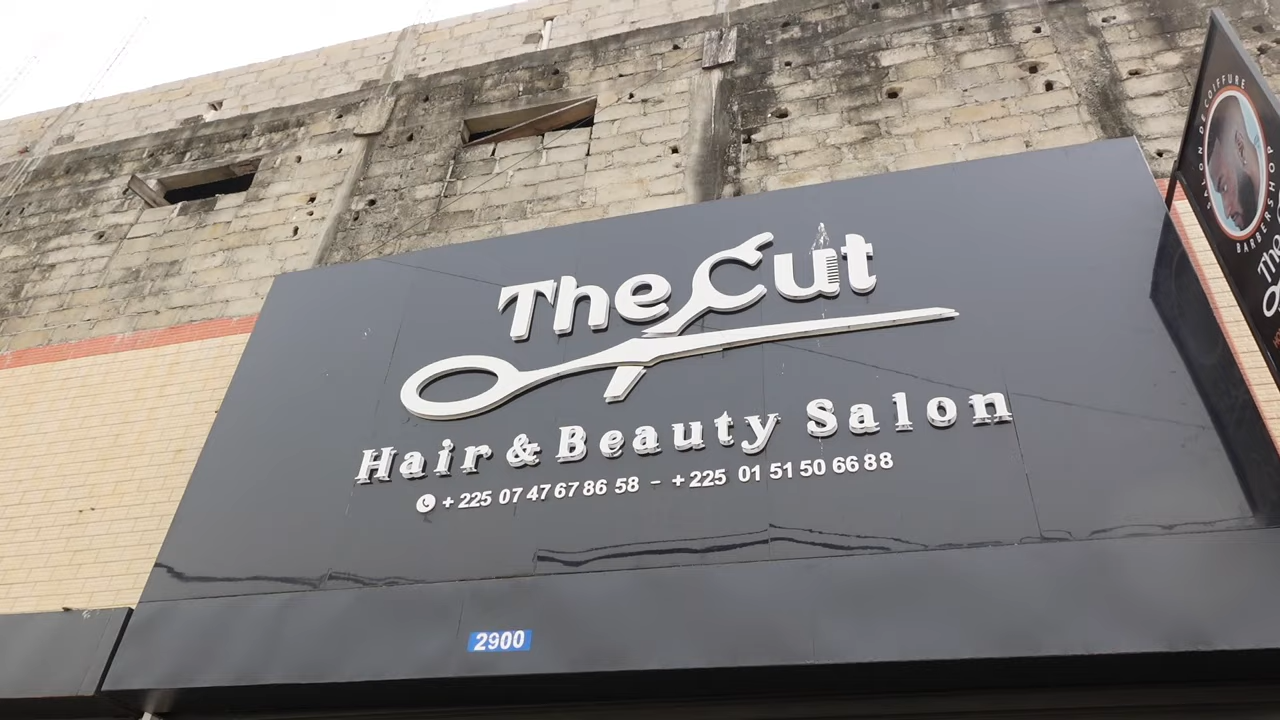 The Cut
Hair & Beauty Salon
+225 07 47 67 86 58 - +225 01 51 50 66 88
2900
SALON DE COIFFURE
BARBERSHOP
The